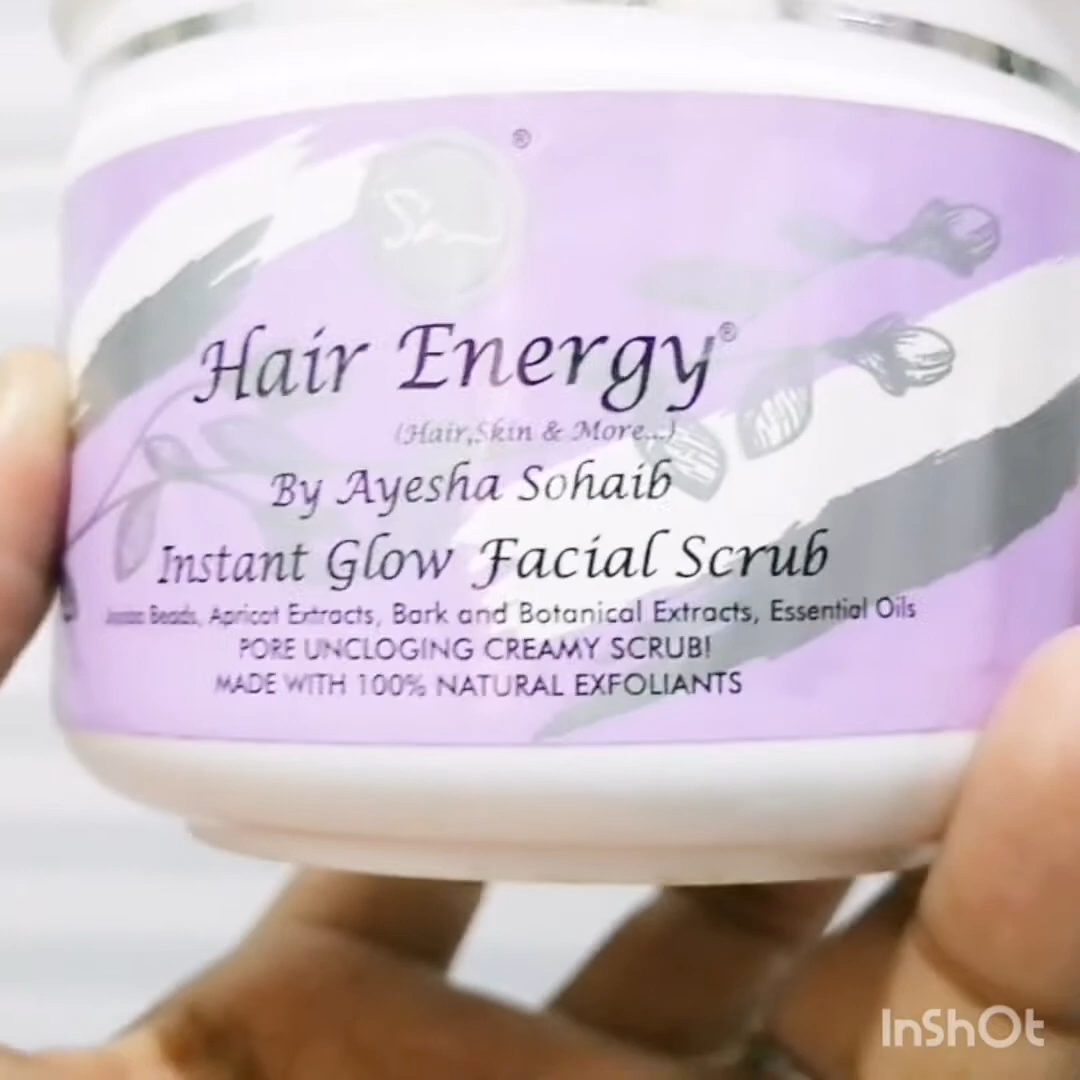 ®
Hair Energy®
(Hair,Skin & More...)
By Ayesha Sohaib
Instant Glow Facial Scrub
Beads, Apricot Extracts, Bark and Botanical Extracts, Essential Oils
PORE UNCLOGING CREAMY SCRUB!
MADE WITH 100% NATURAL EXFOLIANTS
InShOt